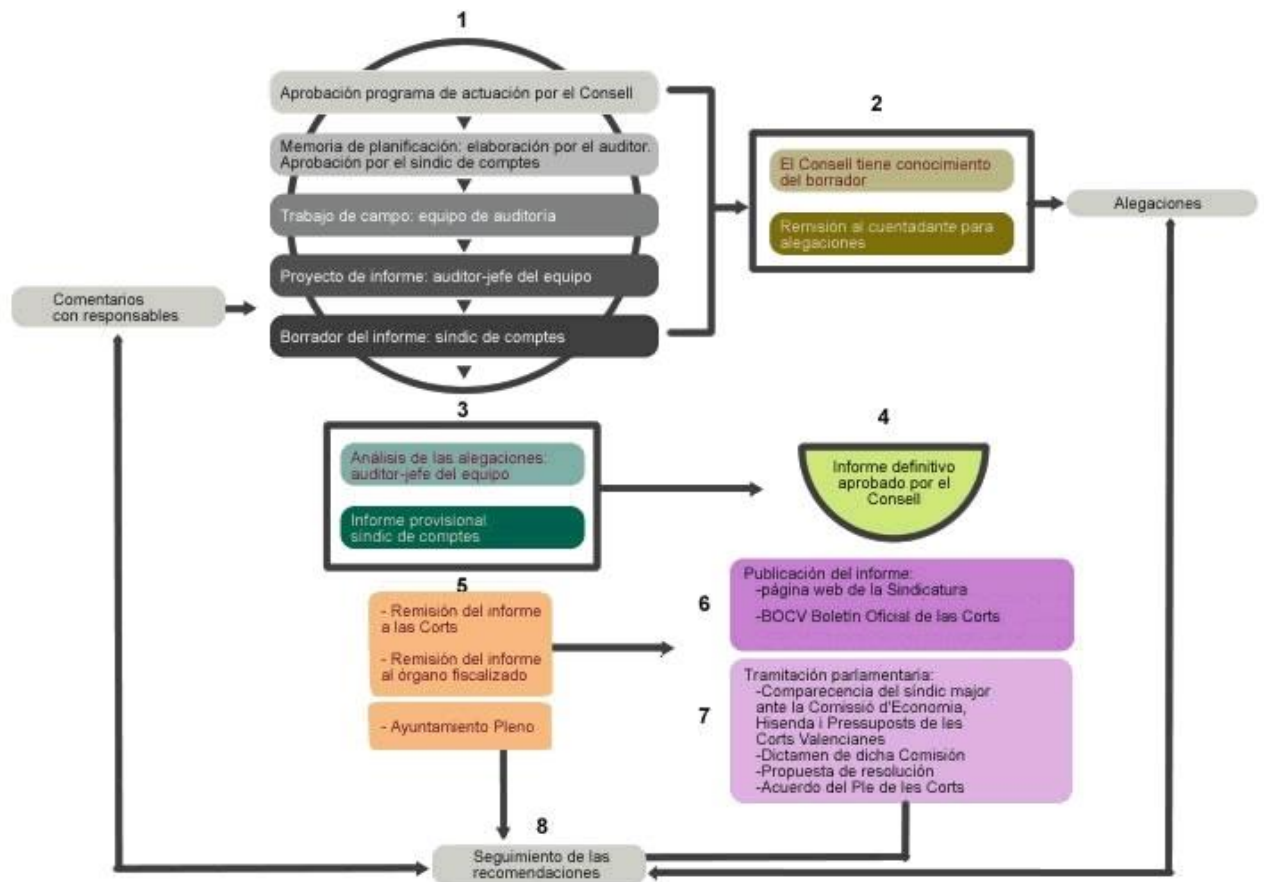 1
Aprobación programa de actuación por el Consell
Memoria de planificación: elaboración por el auditor.
Aprobación por el síndic de comptes
Trabajo de campo: equipo de auditoría
Proyecto de informe: auditor-jefe del equipo
Borrador del informe: síndic de comptes
Comentarios
con responsables
2
El Consell tiene conocimiento
del borrador
Remisión al cuentadante para
alegaciones
Alegaciones
3
Análisis de las alegaciones:
auditor-jefe del equipo
Informe provisional
síndic de comptes
4
Informe definitivo
aprobado por el
Consell
5
- Remisión del informe
a las Corts
- Remisión del informe
al órgano fiscalizado
- Ayuntamiento Pleno
6
Publicación del informe:
-página web de la Sindicatura
-BOCV Boletín Oficial de las Corts
7
Tramitación parlamentaria:
-Comparecencia del síndic major
ante la Comissió d'Economia,
Hisenda i Pressuposts de les
Corts Valencianes
-Dictamen de dicha Comisión
-Propuesta de resolución
-Acuerdo del Ple de les Corts
8
Seguimiento de las
recomendaciones